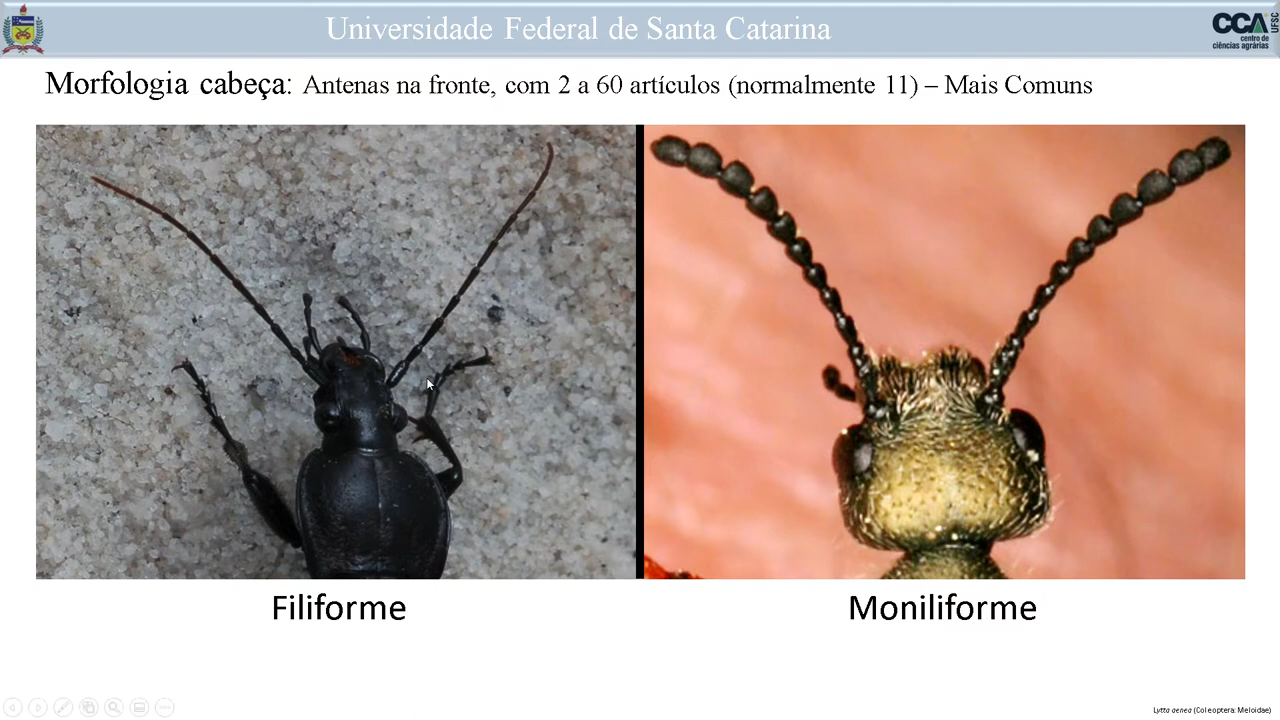 Universidade Federal de Santa Catarina
CCA
UFSC
centro de
ciências agrárias
Morfologia cabeça: Antenas na fronte, com 2 a 60 artículos (normalmente 11) – Mais Comuns
Filiforme
Moniliforme
Lytta aenea (Coleoptera: Meloidae)